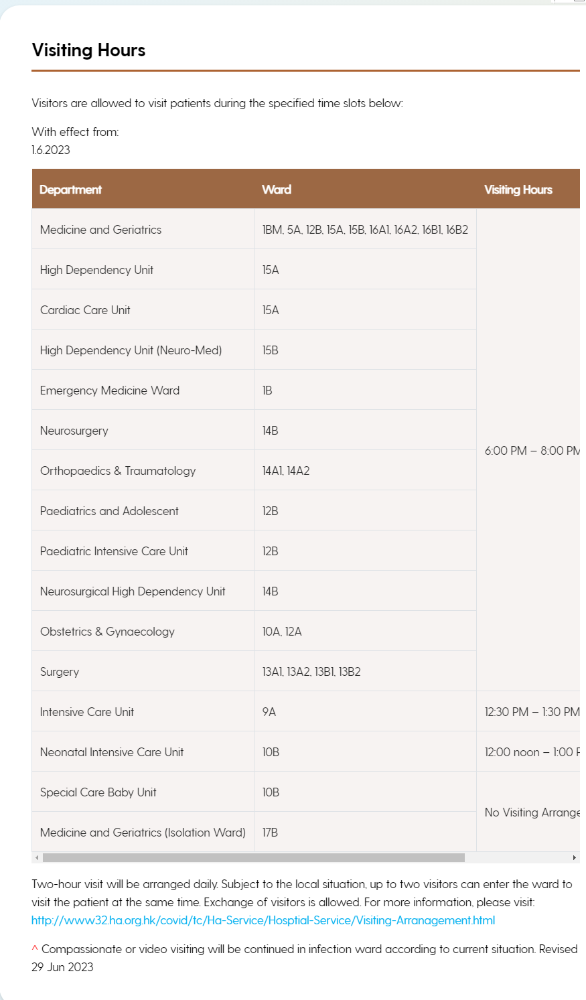 Visiting Hours
Visitors are allowed to visit patients during the specified time slots below:
With effect from:
1.6.2023
Department Ward Visiting Hours
Medicine and Geriatrics 1BM, 5A, 12B, 15A, 15B, 16A1, 16A2, 16B1, 16B2
High Dependency Unit 15A
Cardiac Care Unit 15A
High Dependency Unit (Neuro-Med) 15B
Emergency Medicine Ward 1B
Neurosurgery 14B
6:00 PM – 8:00 PM
Orthopaedics & Traumatology 14A1, 14A2
Paediatrics and Adolescent 12B
Paediatric Intensive Care Unit 12B
Neurosurgical High Dependency Unit 14B
Obstetrics & Gynaecology 10A, 12A
Surgery 13A1, 13A2, 13B1, 13B2
Intensive Care Unit 9A 12:30 PM – 1:30 PM
Neonatal Intensive Care Unit 10B 12:00 noon – 1:00
Special Care Baby Unit 10B
No Visiting Arrange
Medicine and Geriatrics (Isolation Ward) 17B
Two-hour visit will be arranged daily. Subject to the local situation, up to two visitors can enter the ward to
visit the patient at the same time. Exchange of visitors is allowed. For more information, please visit:
http://www32.ha.org.hk/covid/tc/Ha-Service/Hosptial-Service/Visiting-Arranagement.html
^ Compassionate or video visiting will be continued in infection ward according to current situation. Revised
29 Jun 2023